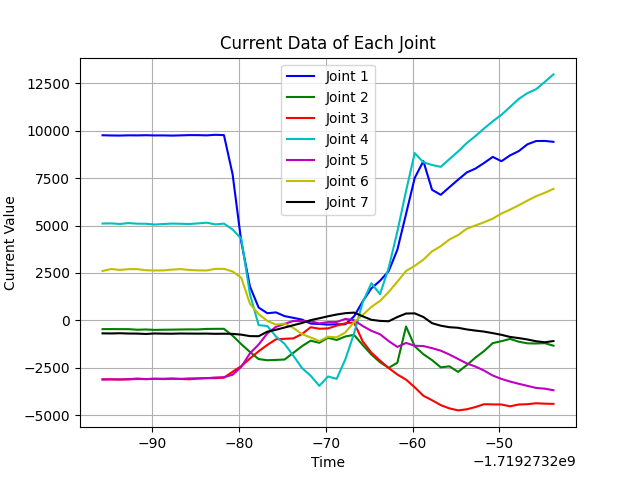 Current Data of Each Joint
12500
10000
7500
5000
2500
0
−2500
−5000
Current Value
Joint 1
Joint 2
Joint 3
Joint 4
Joint 5
Joint 6
Joint 7
−90 −80 −70 −60 −50
Time
−1.7192732e9